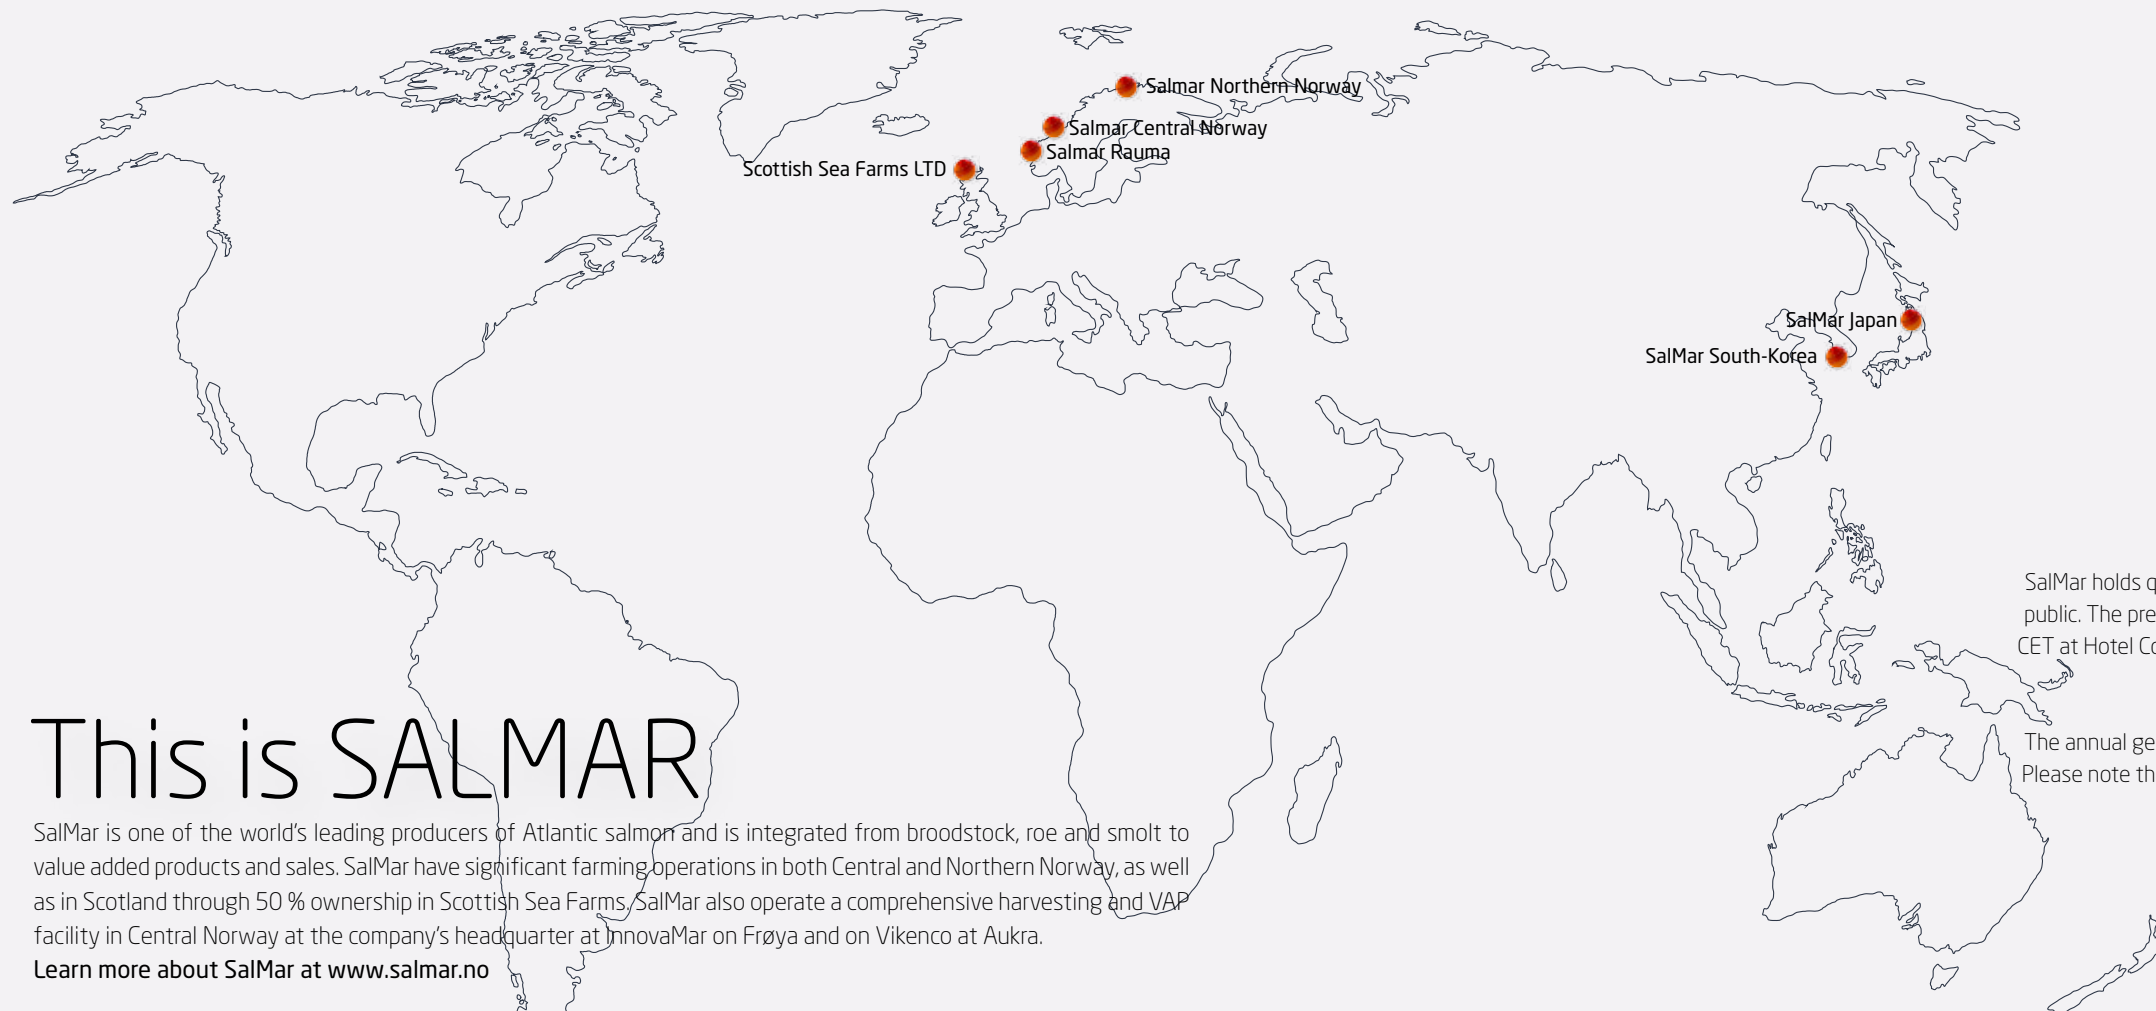 Salmar Northern Norway
Salmar Central Norway
Salmar Rauma
Scottish Sea Farms LTD
SalMar Japan
SalMar South-Korea
This is SALMAR
SalMar is one of the world's leading producers of Atlantic salmon and is integrated from broodstock, roe and smolt to
value added products and sales. SalMar have significant farming operations in both Central and Northern Norway, as well
as in Scotland through 50 % ownership in Scottish Sea Farms. SalMar also operate a comprehensive harvesting and VAP
facility in Central Norway at the company's headquarter at InnovaMar on Frøya and on Vikenco at Aukra.
Learn more about SalMar at www.salmar.no
SalMar holds
public. The
CET at Hotel
The annual
Please note